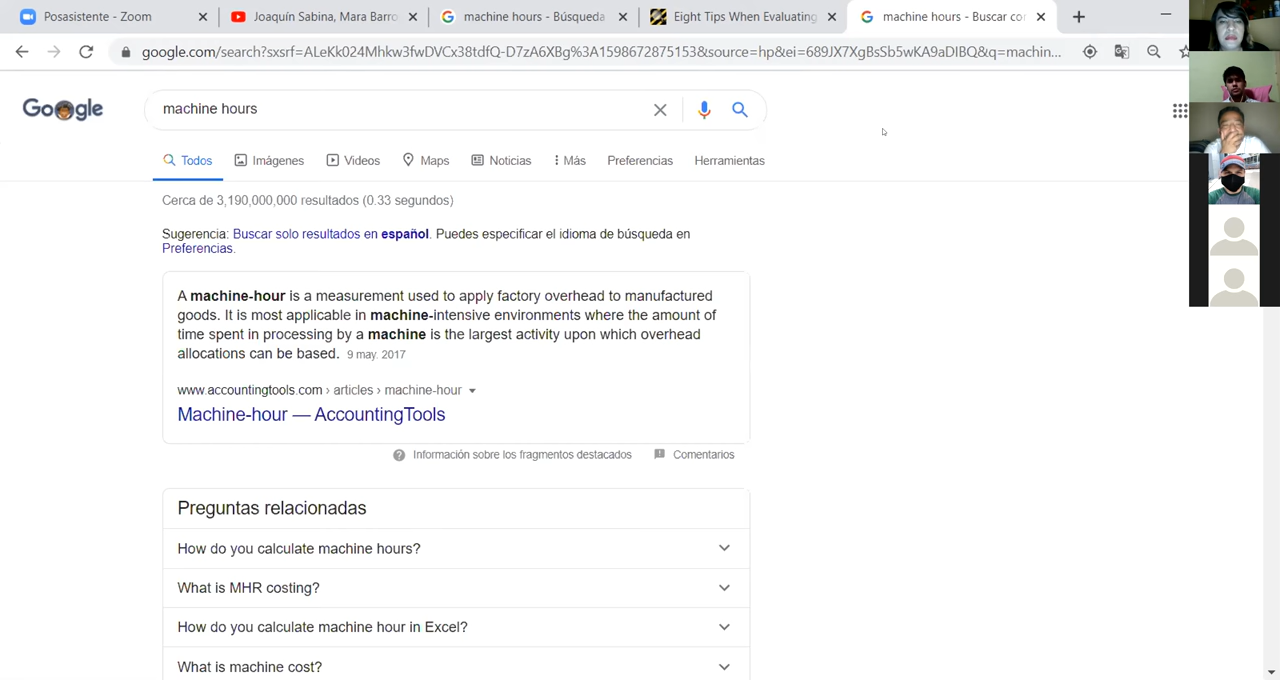 Posasistente - Zoom
Joaquín Sabina, Mara Barro
machine hours - Búsqueda
Eight Tips When Evaluating
machine hours - Buscar co
google.com/search?sxsrf=ALeKk024Mhkw3fwDVCx38tdfQ-D7zA6XBg%3A1598672875153&source=hp&ei=689JX7XgBsSb5wKA9aDIBQ&q=machin...
Google
machine hours
Todos
Imágenes
Videos
Maps
Noticias
Más
Preferencias
Herramientas
Cerca de 3,190,000,000 resultados (0.33 segundos)
Sugerencia: Buscar solo resultados en español. Puedes especificar el idioma de búsqueda en
Preferencias.
A machine-hour is a measurement used to apply factory overhead to manufactured
goods. It is most applicable in machine-intensive environments where the amount of
time spent in processing by a machine is the largest activity upon which overhead
allocations can be based. 9 may. 2017
www.accountingtools.com › articles › machine-hour
Machine-hour — AccountingTools
Información sobre los fragmentos destacados
Comentarios
Preguntas relacionadas
How do you calculate machine hours?
What is MHR costing?
How do you calculate machine hour in Excel?
What is machine cost?